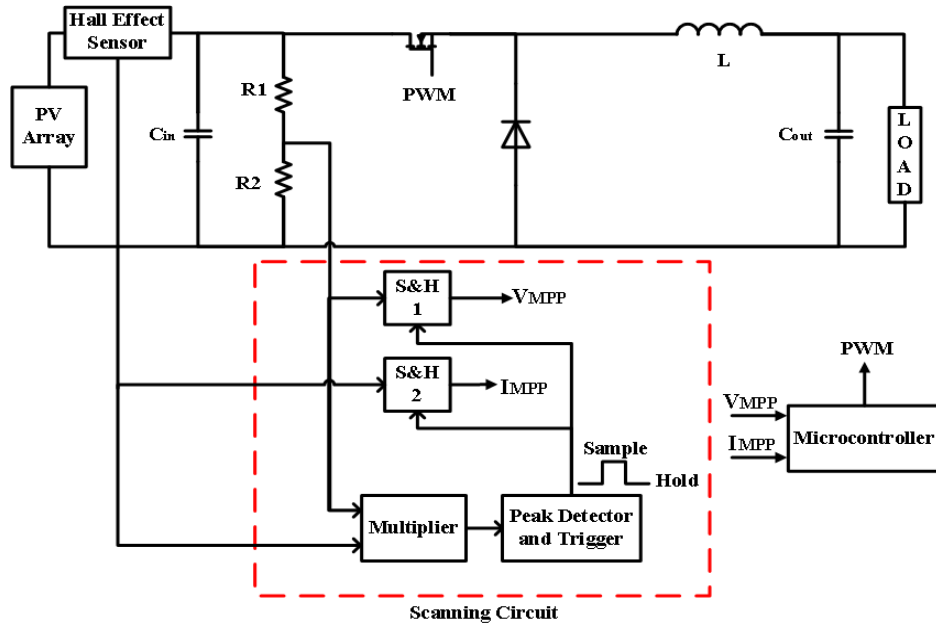 Hall Effect
Sensor
PV
Array
Cin
R1
R2
PWM
L
Cout
L
O
A
D
S&H
1
VMPP
S&H
2
IMPP
PWM
VMPP
IMPP
Microcontroller
Sample
Hold
Multiplier
Peak Detector
and Trigger
Scanning Circuit